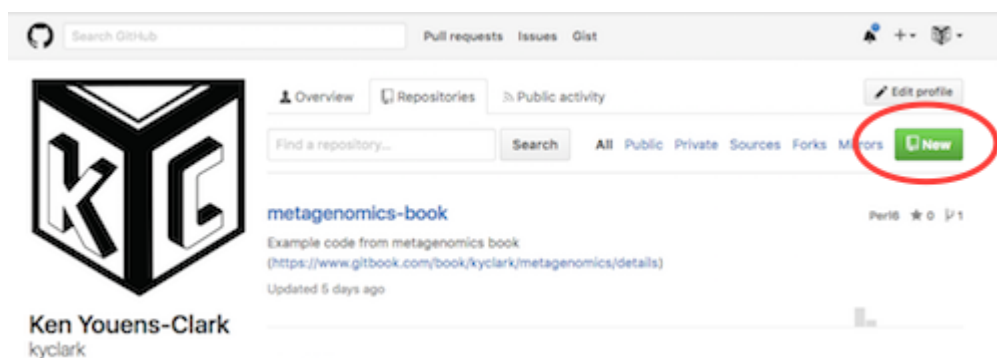 Search GitHub Pull requests Issues Gist
Overview Repositories Public activity Edit profile
Find a repository... Search All Public Private Sources Forks Mirrors New
metagenomics-book Perl6 0 1
Example code from metagenomics book
(https://www.gitbook.com/book/kyclark/metagenomics/details)
Updated 5 days ago
KYC
Ken Youens-Clark
kyclark